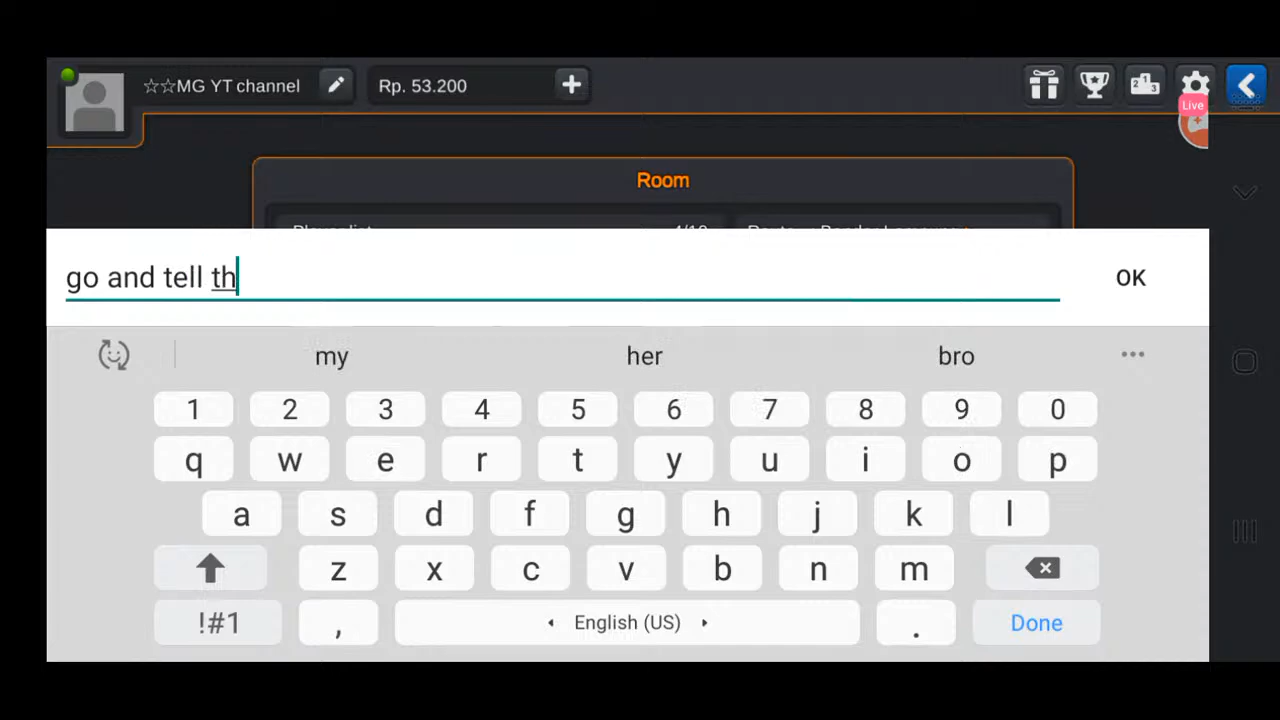 ☆☆MG YT channel
Rp. 53.200
Live
Room
go and tell th
OK
my her bro
1 2 3 4 5 6 7 8 9 0
q w e r t y u i o p
a s d f g h j k l
z x c v b n m
!#1 , English (US) . Done